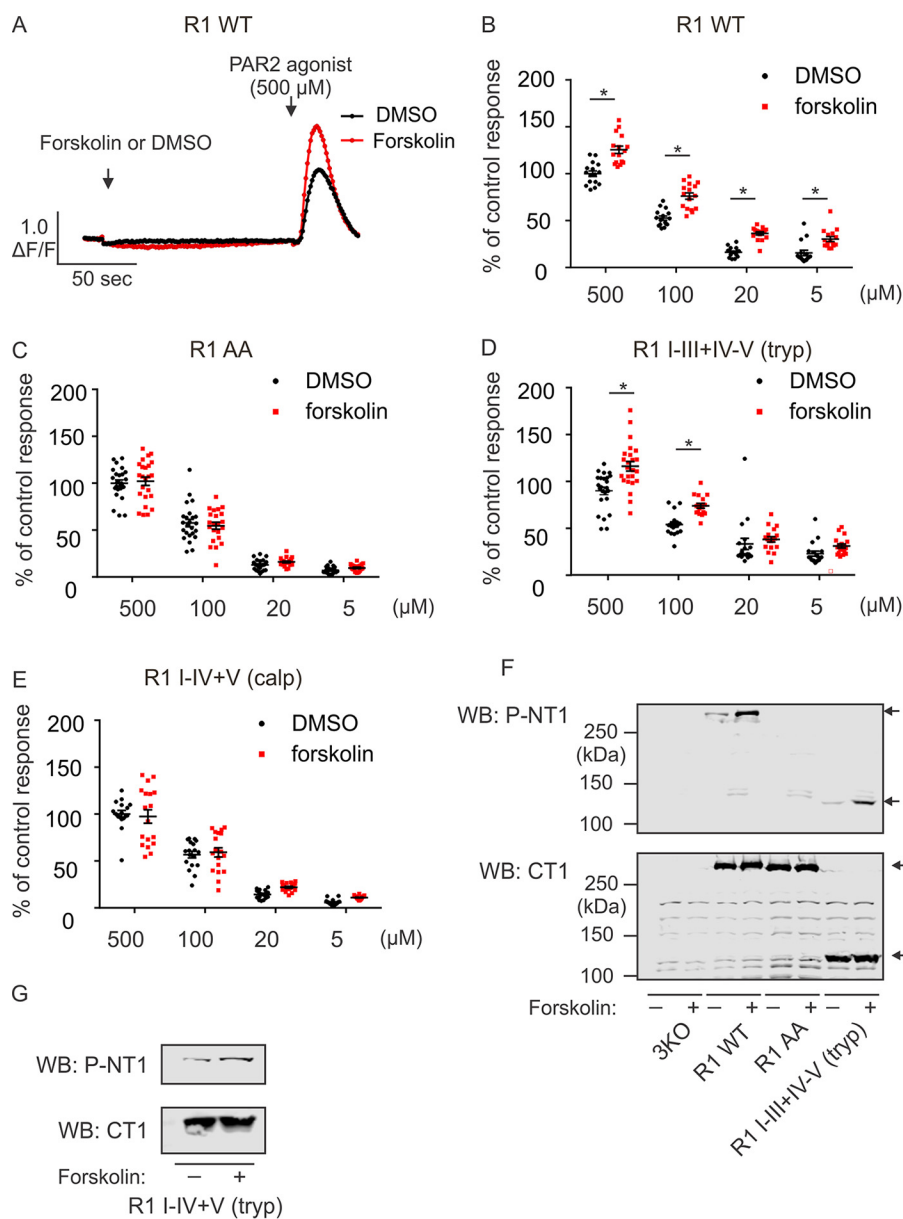 A
R1 WT
PAR2 agonist
(500 µM)
DMSO
Forskolin
Forskolin or DMSO
1.0
ΔF/F
50 sec
B
R1 WT
% of control response
200
150
100
50
0
DMSO
forskolin
* * * *
500 100 20 5 (µM)
C
R1 AA
% of control response
200
150
100
50
0
DMSO
forskolin
500 100 20 5 (µM)
D
R1 I-III+IV-V (tryp)
% of control response
200
150
100
50
0
DMSO
forskolin
* *
500 100 20 5 (µM)
E
R1 I-IV+V (calp)
% of control response
200
150
100
50
0
DMSO
forskolin
500 100 20 5 (µM)
F
WB: P-NT1
250
(kDa)
150
100
WB: CT1
250
(kDa)
150
100
Forskolin: – + – + – + – +
3KO
R1 WT
R1 AA
R1 I-III+IV-V (tryp)
G
WB: P-NT1
WB: CT1
Forskolin: – +
R1 I-IV+V (tryp)